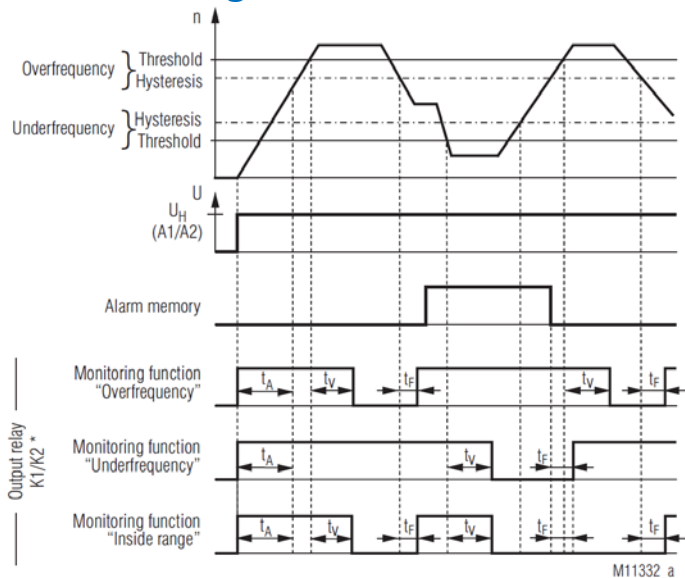 n
Overfrequency } Threshold
Hysteresis
Underfrequency } Hysteresis
Threshold
U
UH
(A1/A2)
Alarm memory
Output relay
K1/K2 *
Monitoring function
"Overfrequency"
tA tV tF tV tF
Monitoring function
"Underfrequency"
tA tV tF
Monitoring function
"Inside range"
tA tV tF tV tF tF
M11332_a